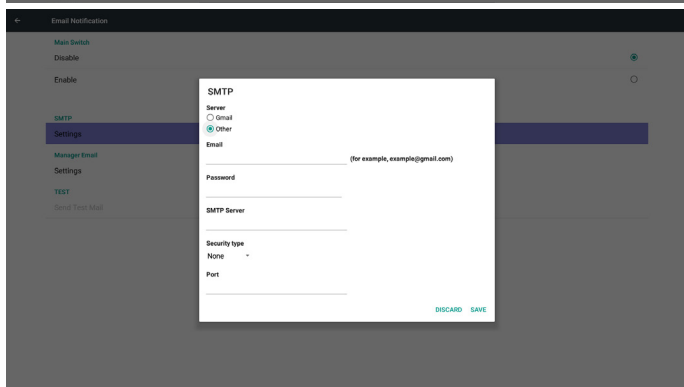 Email Notification
Main Switch
Disable
Enable
SMTP
Settings
Manager Email
Settings
TEST
Send Test Mail
SMTP
Server
Gmail
Other
Email
(for example, example@gmail.com)
Password
SMTP Server
Security type
None
Port
DISCARD SAVE